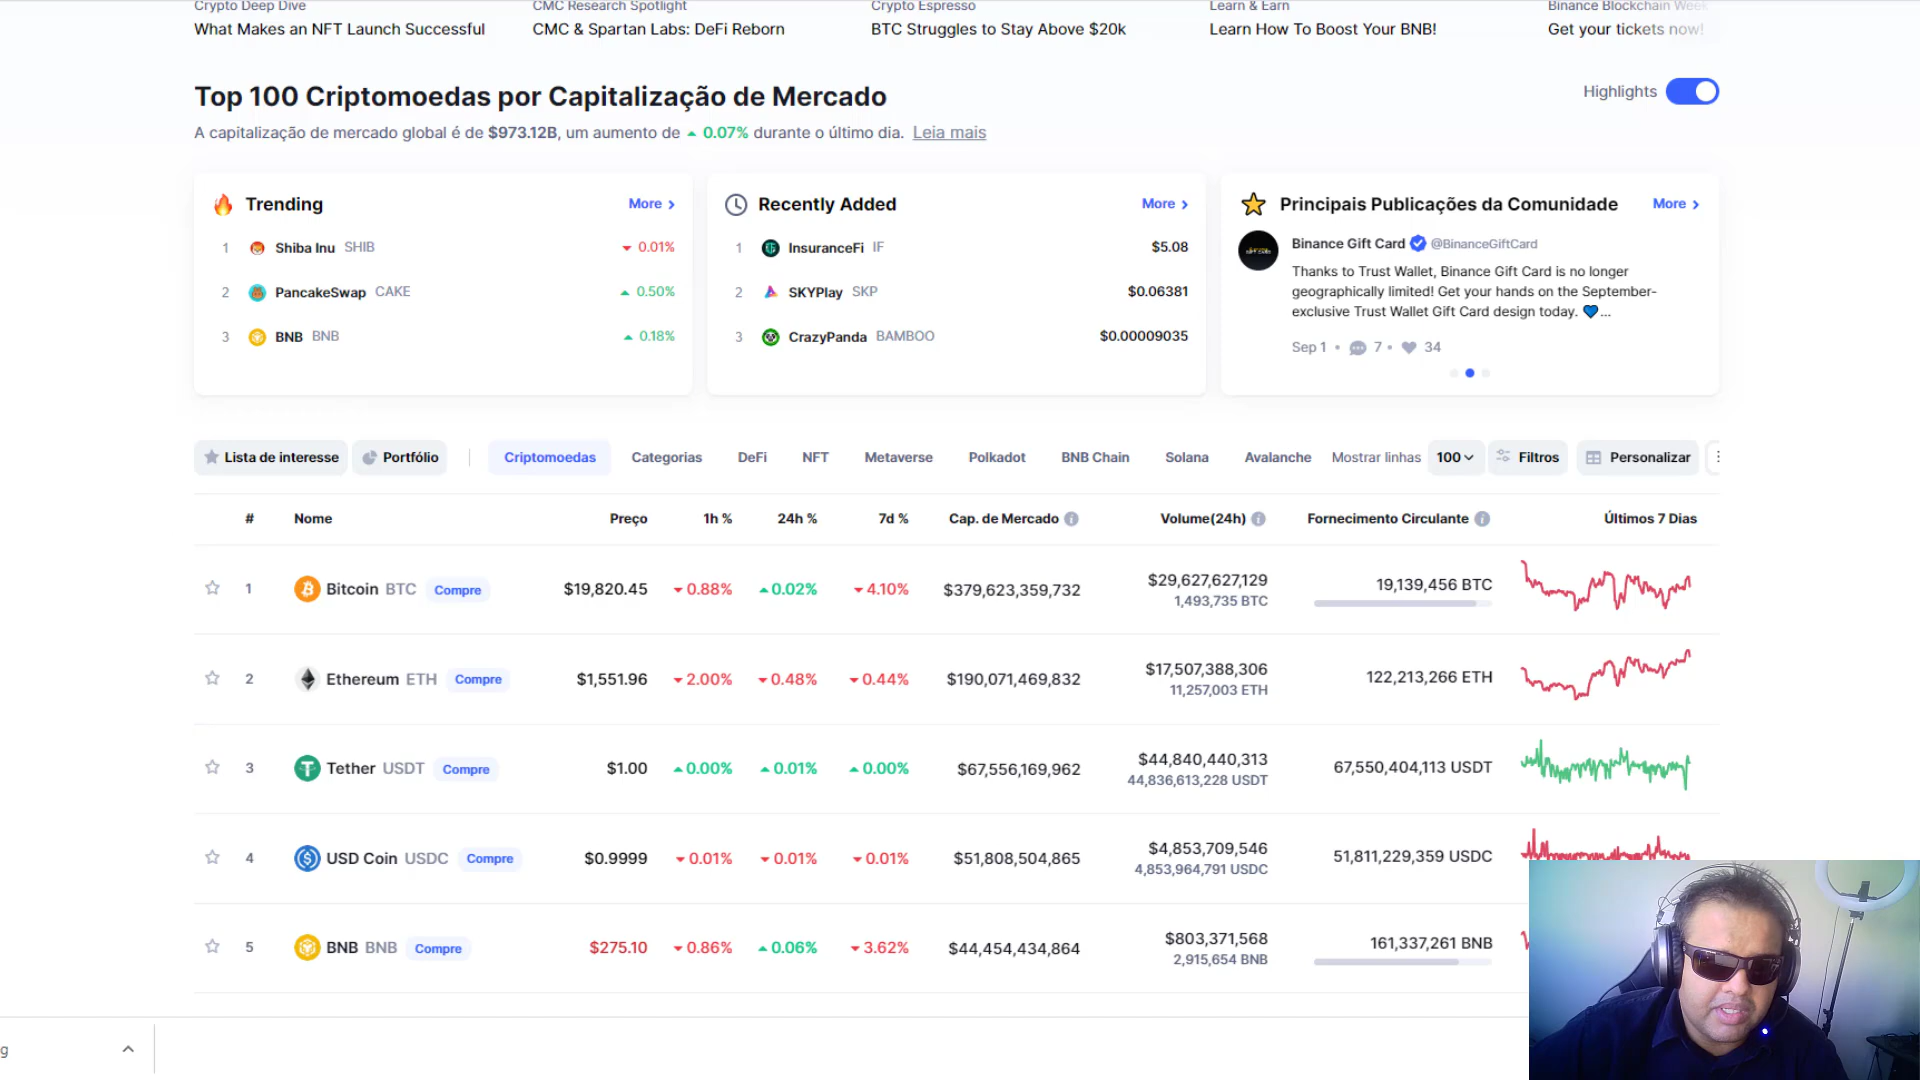 Crypto Deep Dive
What Makes an NFT Launch Successful
CMC Research Spotlight
CMC & Spartan Labs: DeFi Reborn
Crypto Espresso
BTC Struggles to Stay Above $20k
Learn & Earn
Learn How To Boost Your BNB!
Binance Blockchain Week
Get your tickets now!
Top 100 Criptomoedas por Capitalização de Mercado
Highlights
A capitalização de mercado global é de $973.12B, um aumento de 0.07% durante o último dia. Leia mais
Trending
More
1 Shiba Inu SHIB 0.01%
2 PancakeSwap CAKE 0.50%
3 BNB BNB 0.18%
Recently Added
More
1 InsuranceFi IF $5.08
2 SKYPlay SKP $0.06381
3 CrazyPanda BAMBOO $0.00009035
Principais Publicações da Comunidade
More
Binance Gift Card @BinanceGiftCard
Thanks to Trust Wallet, Binance Gift Card is no longer
geographically limited! Get your hands on the September-
exclusive Trust Wallet Gift Card design today. 💙...
Sep 1 • 7 • 34
Lista de interesse Portfólio Criptomoedas Categorias DeFi NFT Metaverse Polkadot BNB Chain Solana Avalanche Mostrar linhas 100 Filtros Personalizar
# Nome Preço 1h % 24h % 7d % Cap. de Mercado Volume(24h) Fornecimento Circulante Últimos 7 Dias
1 Bitcoin BTC Compre $19,820.45 0.88% 0.02% 4.10% $379,623,359,732 $29,627,627,129 19,139,456 BTC
1,493,735 BTC
2 Ethereum ETH Compre $1,551.96 2.00% 0.48% 0.44% $190,071,469,832 $17,507,388,306 122,213,266 ETH
11,257,003 ETH
3 Tether USDT Compre $1.00 0.00% 0.01% 0.00% $67,556,169,962 $44,840,440,313 67,550,404,113 USDT
44,836,613,228 USDT
4 USD Coin USDC Compre $0.9999 0.01% 0.01% 0.01% $51,808,504,865 $4,853,709,546 51,811,229,359 USDC
4,853,964,791 USDC
5 BNB BNB Compre $275.10 0.86% 0.06% 3.62% $44,454,434,864 $803,371,568 161,337,261 BNB
2,915,654 BNB
g